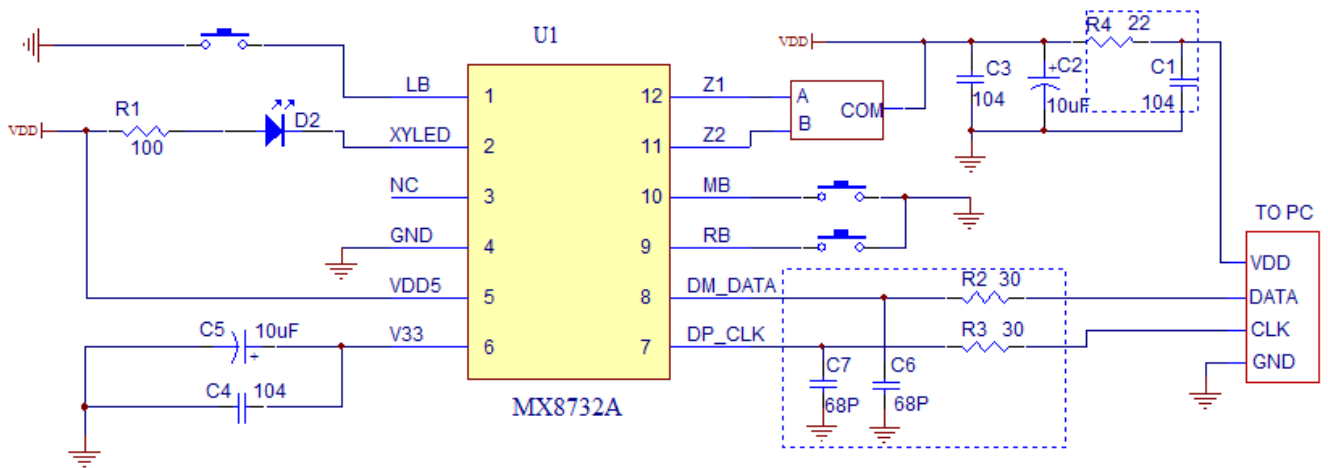 U1
MX8732A
LB
1
R1
100
VDD
D2
XYLED
2
NC
3
GND
4
VDD5
5
C5
10uF
+
V33
6
C4
104
12
Z1
11
Z2
10
MB
9
RB
8
DM_DATA
7
DP_CLK
A
B
COM
VDD
C3
104
+
C2
10uF
R4
22
C1
104
R2
30
R3
30
C7
68P
C6
68P
TO PC
VDD
DATA
CLK
GND